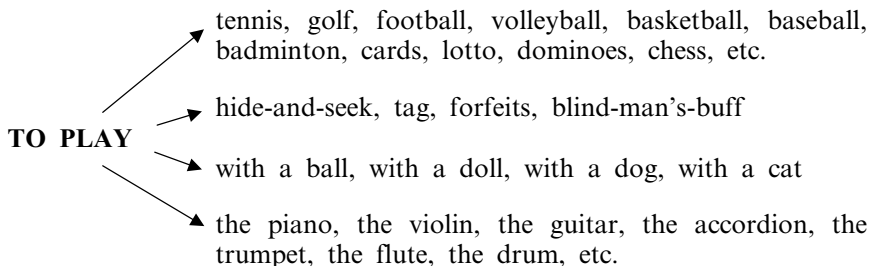 tennis, golf, football, volleyball, basketball, baseball,
badminton, cards, lotto, dominoes, chess, etc.
hide-and-seek, tag, forfeits, blind-man's-buff
TO PLAY
with a ball, with a doll, with a dog, with a cat
the piano, the violin, the guitar, the accordion, the
trumpet, the flute, the drum, etc.